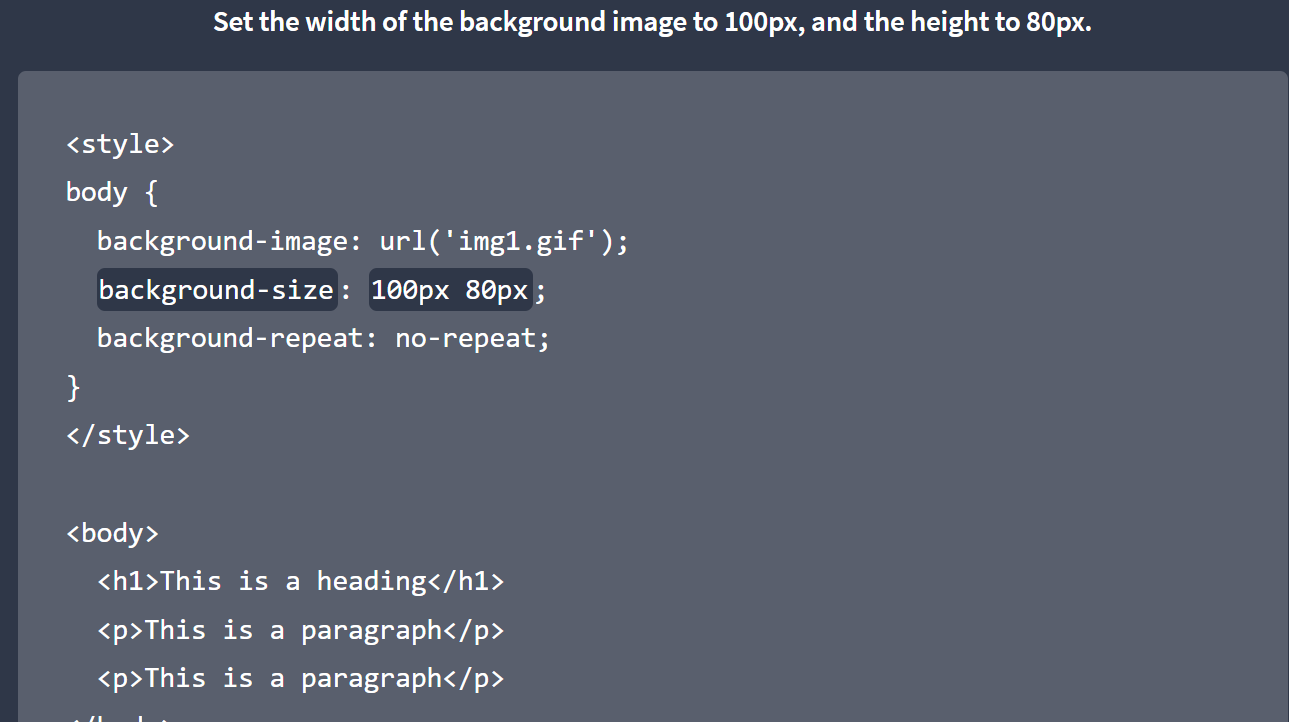 Set the width of the background image to 100px, and the height to 80px.
<style>
body {
  background-image: url('img1.gif');
  background-size: 100px 80px;
  background-repeat: no-repeat;
}
</style>

<body>
  <h1>This is a heading</h1>
  <p>This is a paragraph</p>
  <p>This is a paragraph</p>